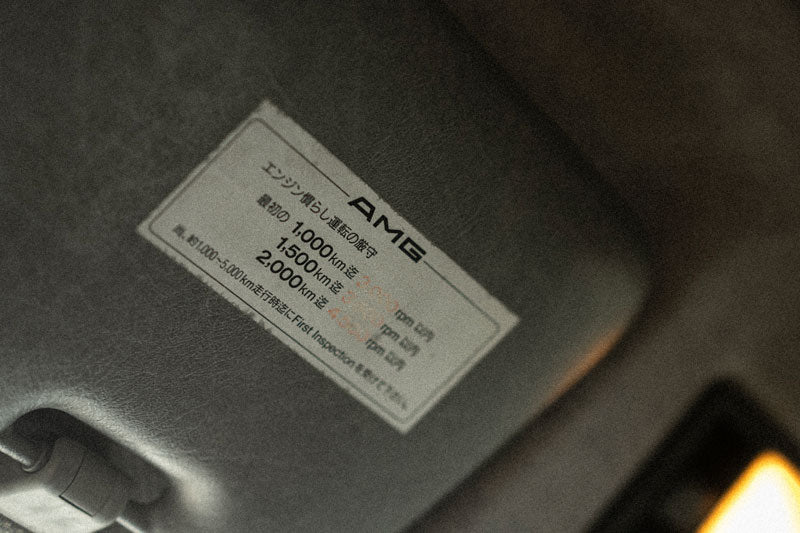 AMG
エンジン慣らし運転の厳守
最初の 1,000km迄 rpm 以内
1,500km迄 rpm 以内
2,000km迄 rpm 以内
尚、約1,000~5,000km走行時迄にFirst Inspectionを受けて下さい。